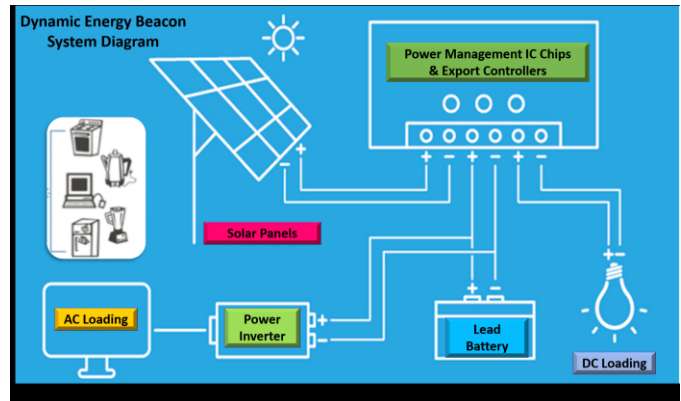 Dynamic Energy Beacon
System Diagram
Power Management IC Chips
& Export Controllers
+ - + - + -
+
-
Solar Panels
+-
+ -
AC Loading
Power
Inverter
+
-
Lead
Battery
DC Loading